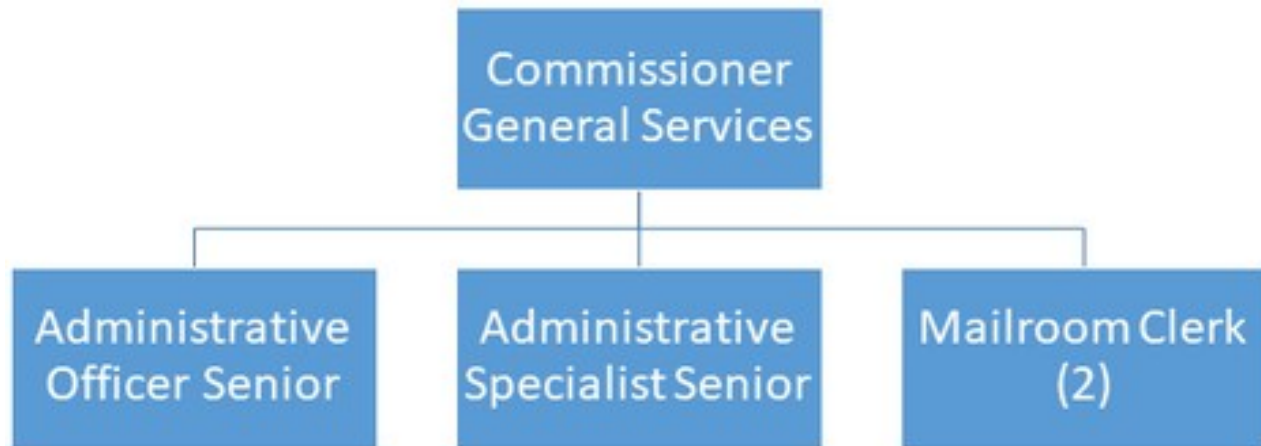 Commissioner
General Services
Administrative
Officer Senior
Administrative
Specialist Senior
Mailroom Clerk
(2)